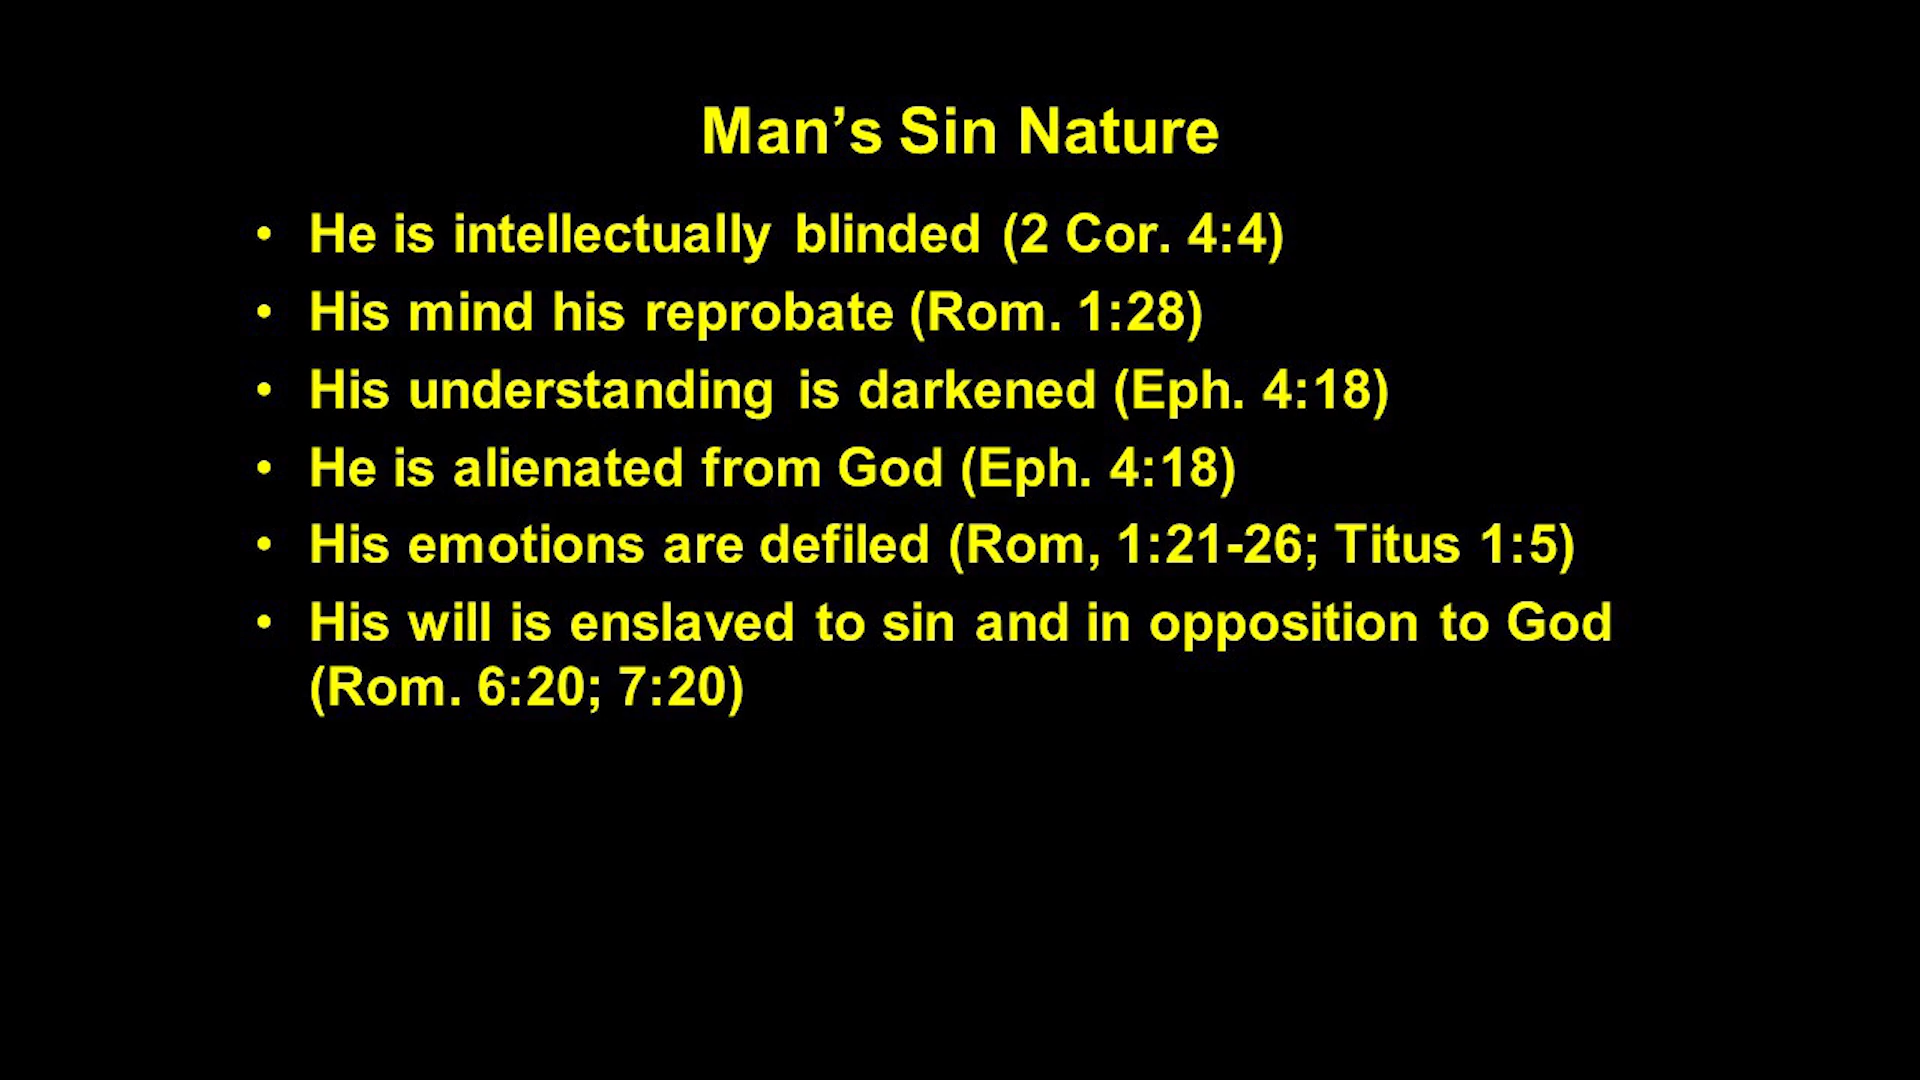 Man’s Sin Nature
• He is intellectually blinded (2 Cor. 4:4)
• His mind his reprobate (Rom. 1:28)
• His understanding is darkened (Eph. 4:18)
• He is alienated from God (Eph. 4:18)
• His emotions are defiled (Rom, 1:21-26; Titus 1:5)
• His will is enslaved to sin and in opposition to God
(Rom. 6:20; 7:20)